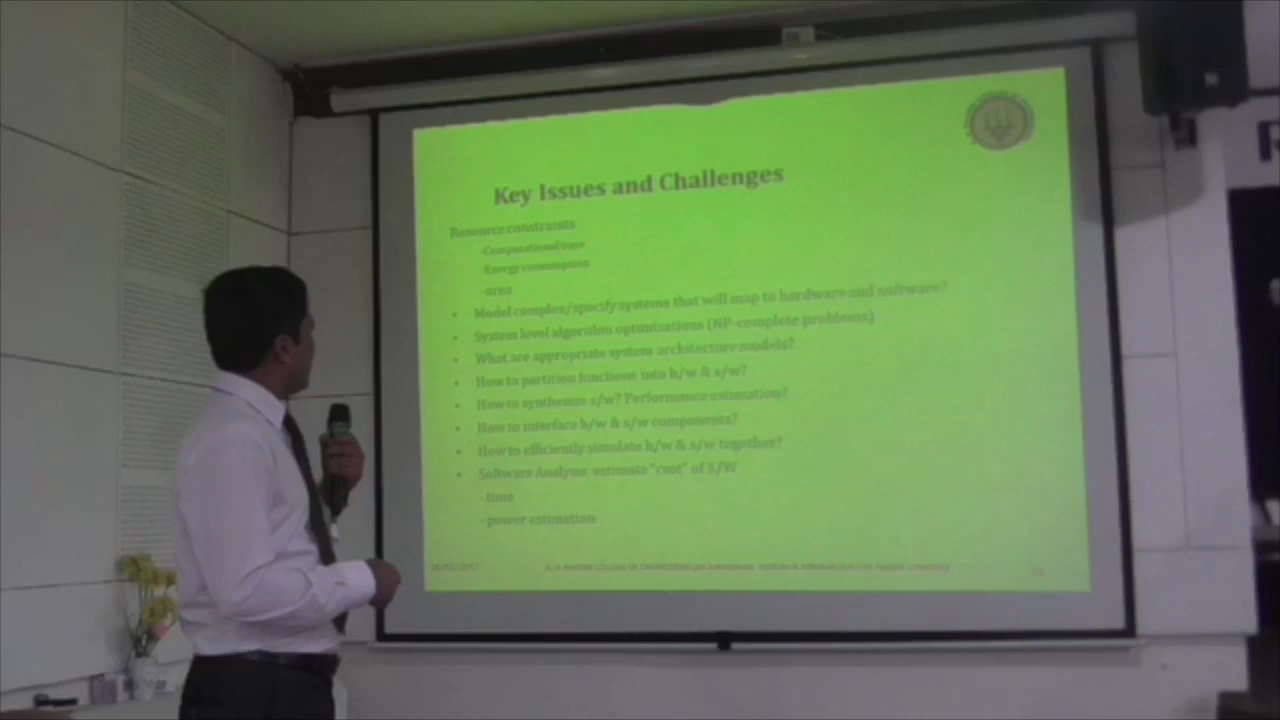 Key Issues and Challenges
Resource constraints
-Computational time
-Energy consumption
-area
• Model complex/specify systems that will map to hardware and software?
• System level algorithm optimizations (NP-complete problems)
• What are appropriate system architecture models?
• How to partition functions into h/w & s/w?
• How to synthesize s/w? Performance estimation?
• How to interface h/w & s/w components?
• How to efficiently simulate h/w & s/w together?
• Software Analysis: estimate "cost" of S/W
-time
-power estimation
COLLEGE OF ENGINEERING